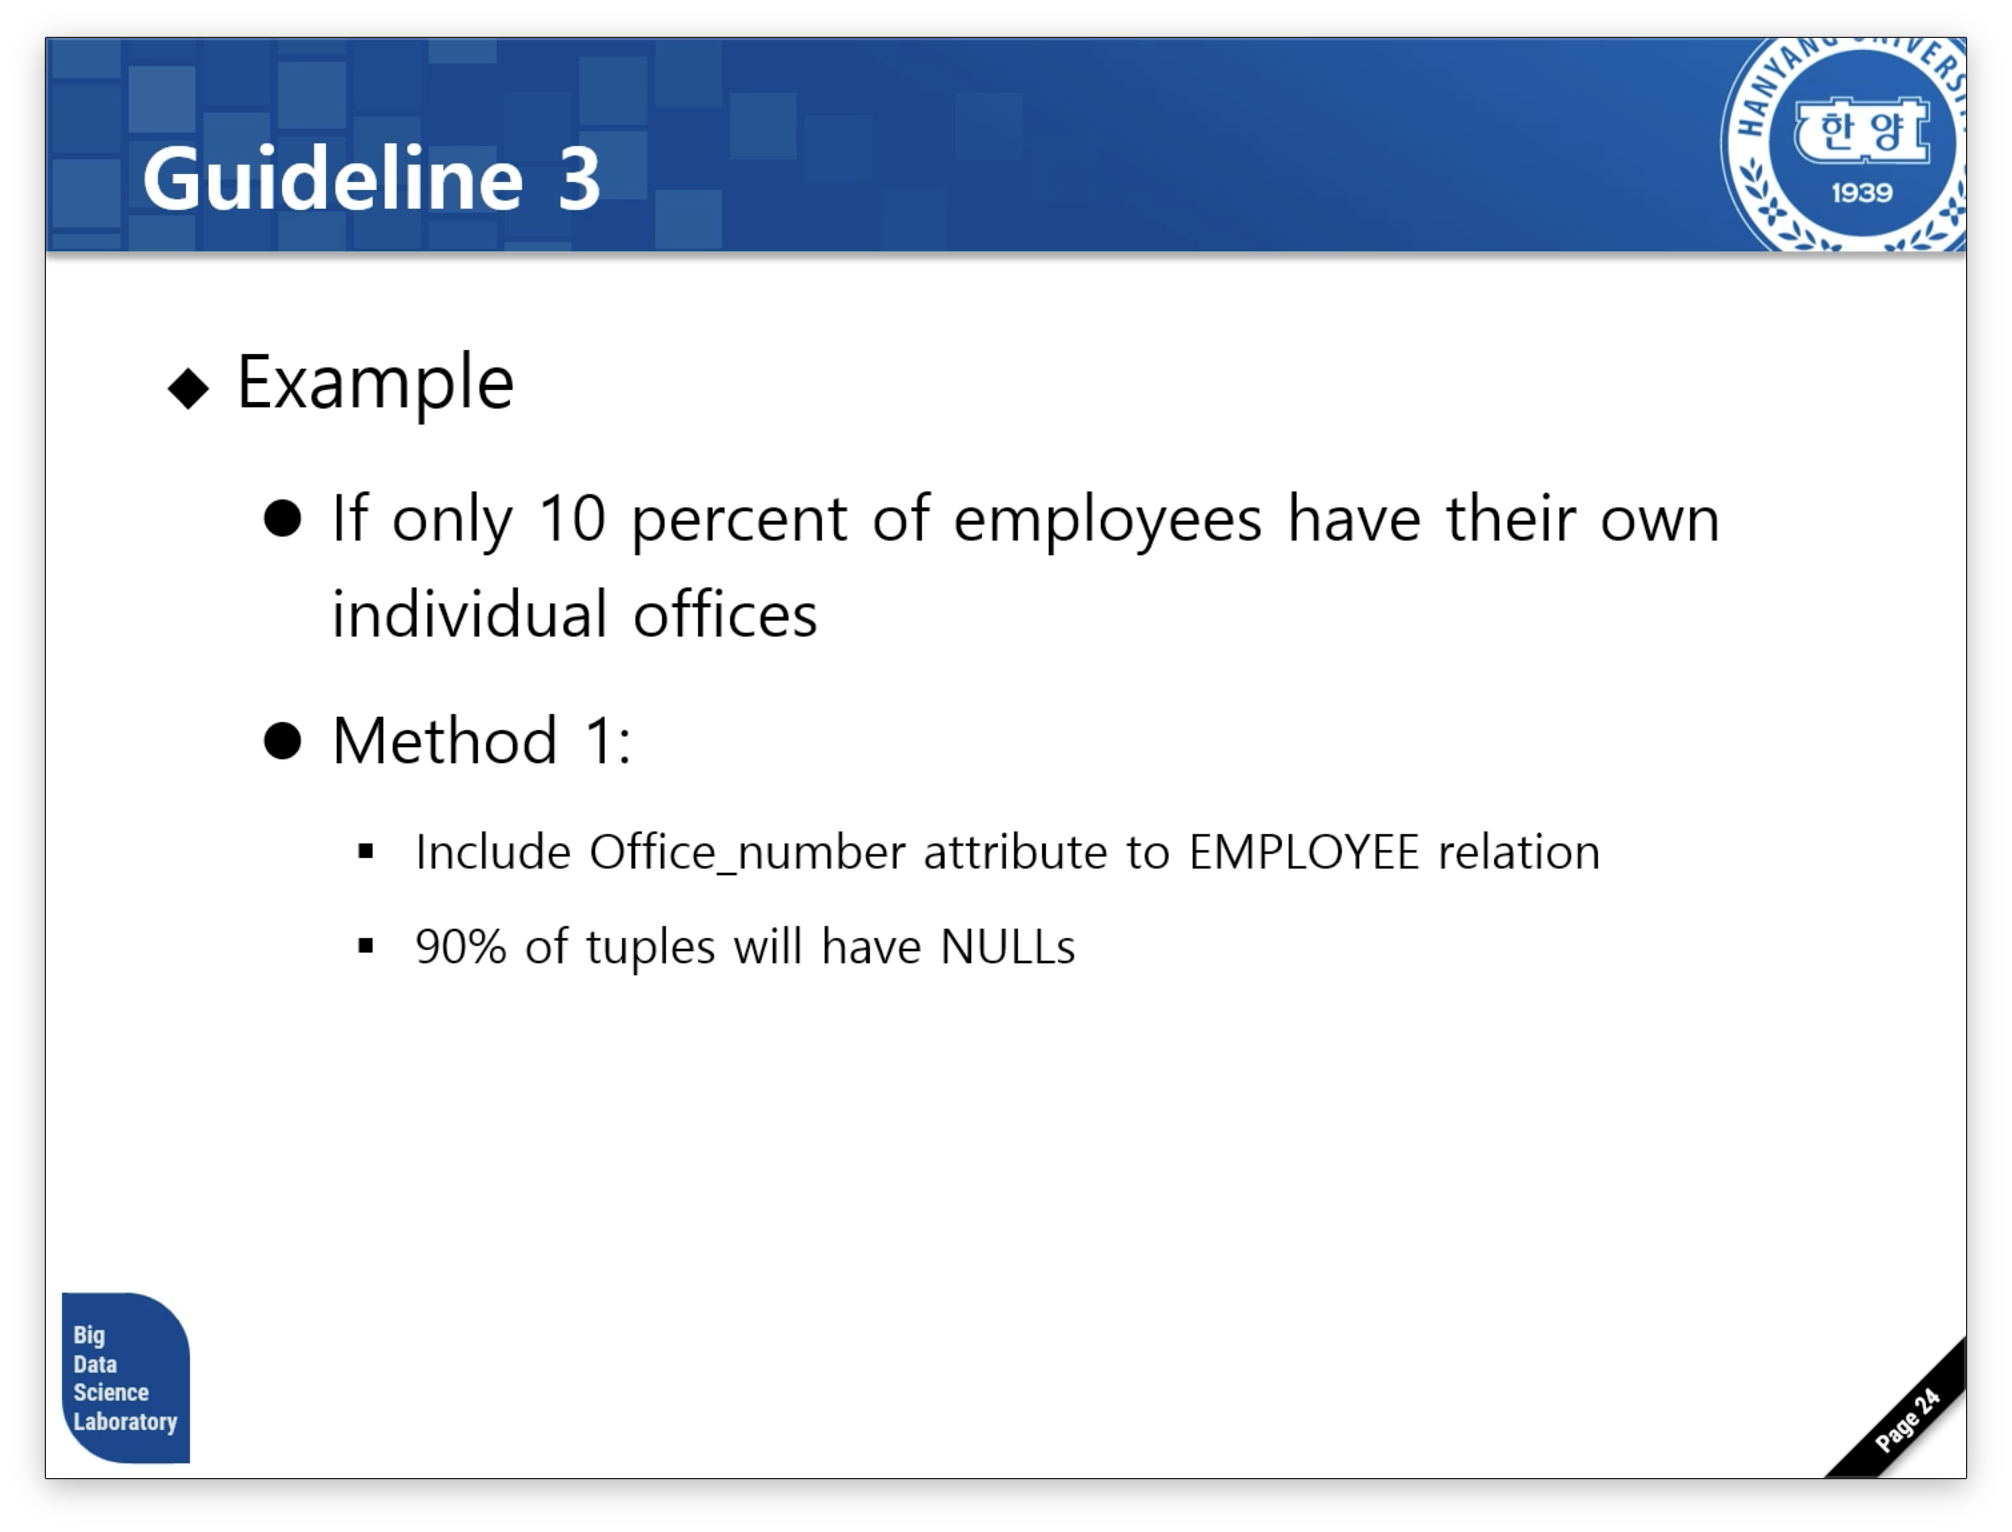 HANYANG UNIVERSI
한양
1939
Guideline 3
◆ Example
● If only 10 percent of employees have their own
individual offices
● Method 1:
▪ Include Office_number attribute to EMPLOYEE relation
▪ 90% of tuples will have NULLs
Big
Data
Science
Laboratory
Page 24